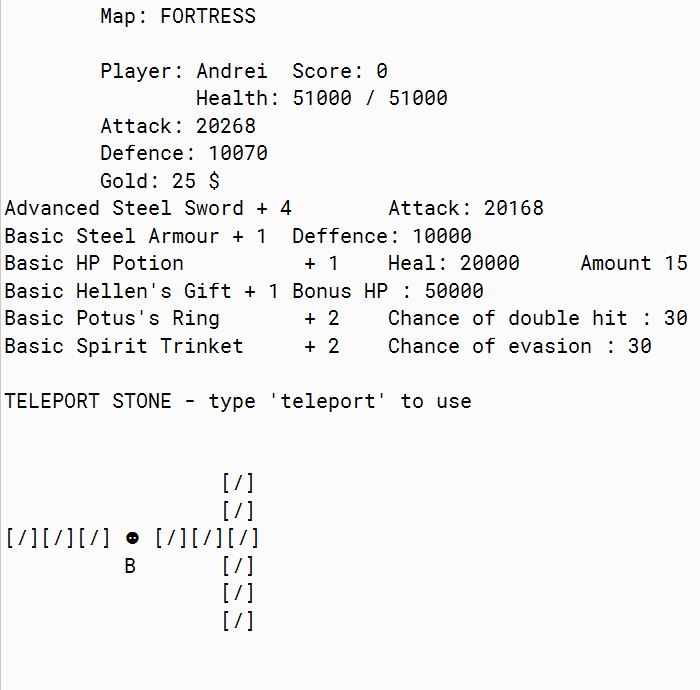 Map: FORTRESS
Player: Andrei  Score: 0
Health: 51000 / 51000
Attack: 20268
Defence: 10070
Gold: 25 $
Advanced Steel Sword + 4        Attack: 20168
Basic Steel Armour + 1  Deffence: 10000
Basic HP Potion          + 1    Heal: 20000     Amount 15
Basic Hellen's Gift + 1 Bonus HP : 50000
Basic Potus's Ring       + 2    Chance of double hit : 30
Basic Spirit Trinket     + 2    Chance of evasion : 30
TELEPORT STONE - type 'teleport' to use
[/]
[/]
[/][/][/] ☻ [/][/][/]
B       [/]
[/]
[/]